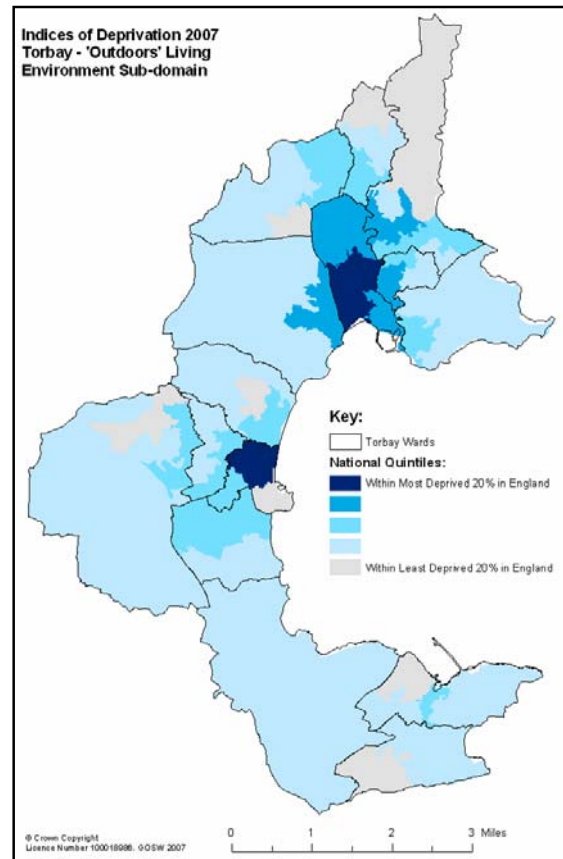 Indices of Deprivation 2007
Torbay - 'Outdoors' Living
Environment Sub-domain
Key:
Torbay Wards
National Quintiles:
Within Most Deprived 20% in England
Within Least Deprived 20% in England
© Crown Copyright
Licence Number 100018986. GOSW 2007
0 1 2 3 Miles